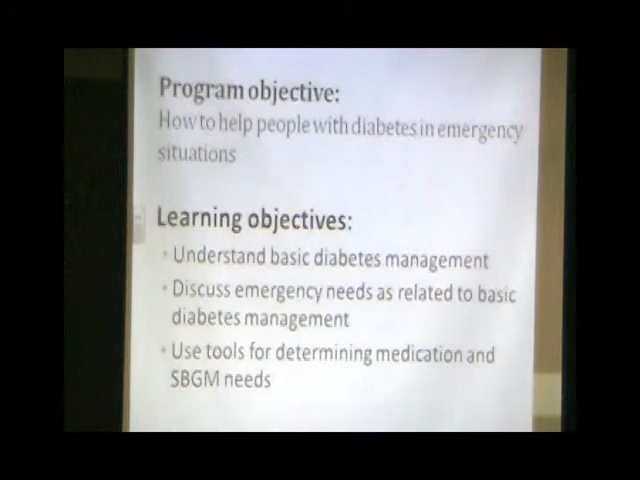 Program objective:
How to help people with diabetes in emergency
situations
Learning objectives:
• Understand basic diabetes management
• Discuss emergency needs as related to basic
diabetes management
• Use tools for determining medication and
SBGM needs